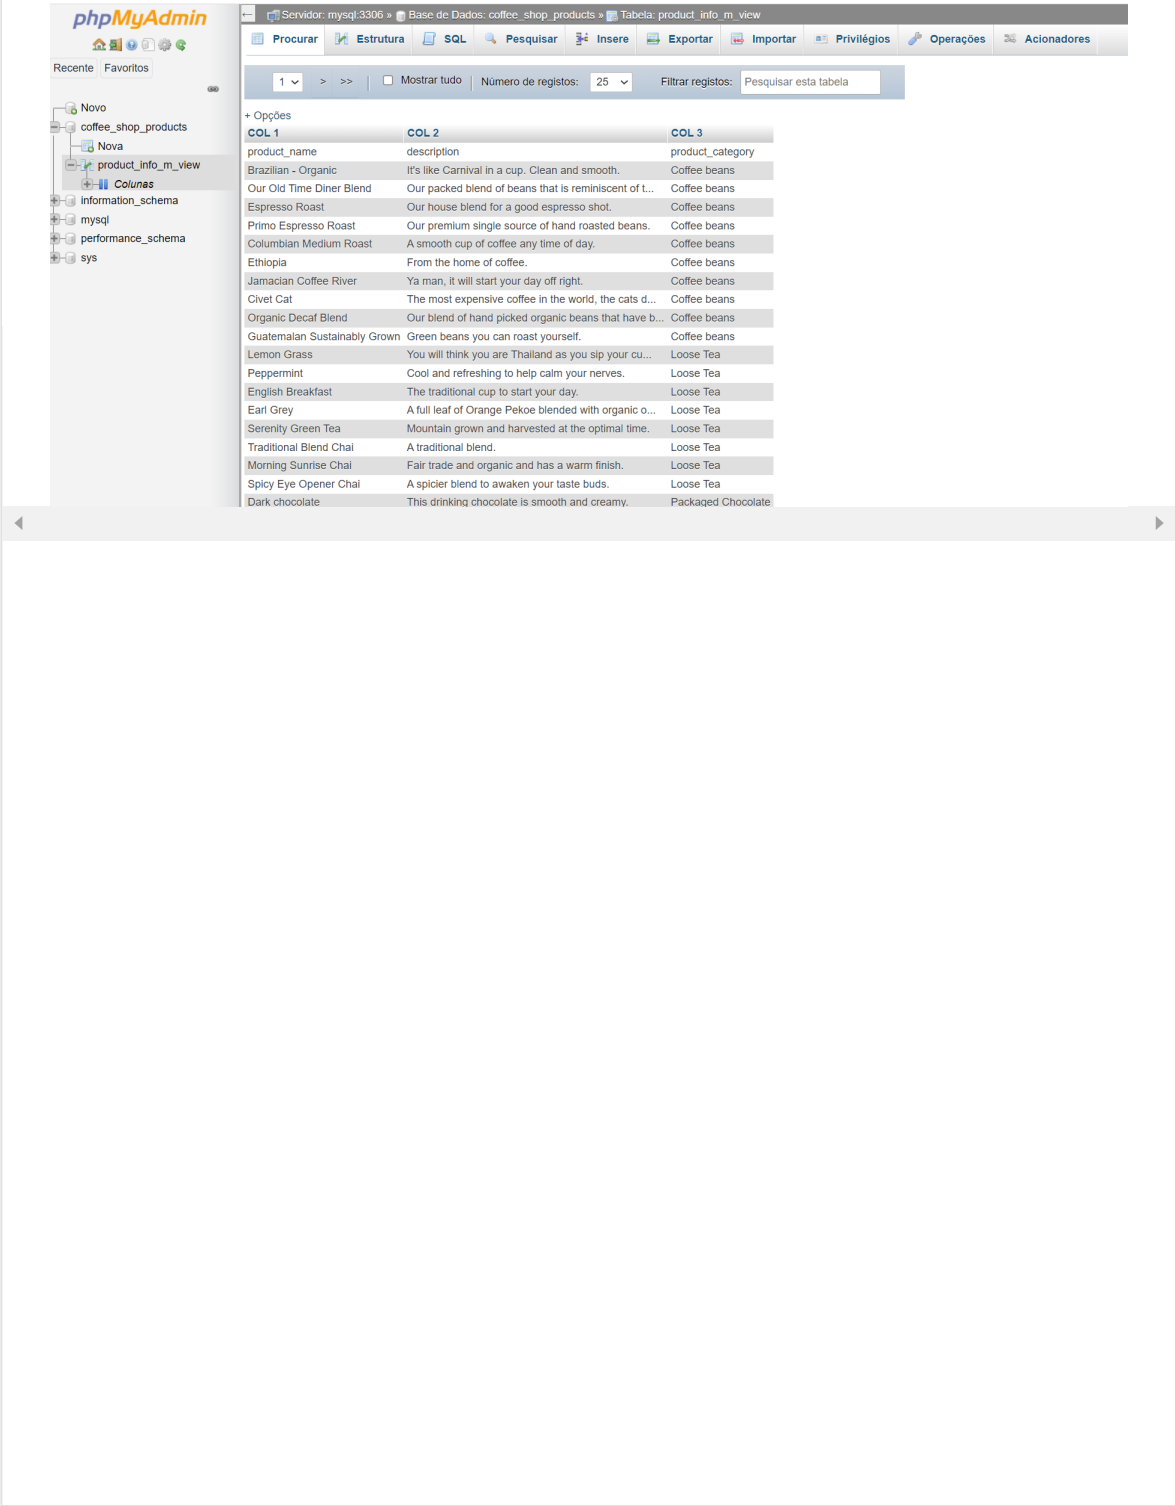 phpMyAdmin
Recente Favoritos
Novo
coffee_shop_products
Nova
product_info_m_view
Colunas
information_schema
mysql
performance_schema
sys
← Servidor: mysql:3306 » Base de Dados: coffee_shop_products » Tabela: product_info_m_view
Procurar Estrutura SQL Pesquisar Insere Exportar Importar Privilégios Operações Acionadores
1 > >> Mostrar tudo Número de registos: 25 Filtrar registos: Pesquisar esta tabela
+ Opções
COL 1 COL 2 COL 3
product_name description product_category
Brazilian - Organic It's like Carnival in a cup. Clean and smooth. Coffee beans
Our Old Time Diner Blend Our packed blend of beans that is reminiscent of t... Coffee beans
Espresso Roast Our house blend for a good espresso shot. Coffee beans
Primo Espresso Roast Our premium single source of hand roasted beans. Coffee beans
Columbian Medium Roast A smooth cup of coffee any time of day. Coffee beans
Ethiopia From the home of coffee. Coffee beans
Jamacian Coffee River Ya man, it will start your day off right. Coffee beans
Civet Cat The most expensive coffee in the world, the cats d... Coffee beans
Organic Decaf Blend Our blend of hand picked organic beans that have b... Coffee beans
Guatemalan Sustainably Grown Green beans you can roast yourself. Coffee beans
Lemon Grass You will think you are Thailand as you sip your cu... Loose Tea
Peppermint Cool and refreshing to help calm your nerves. Loose Tea
English Breakfast The traditional cup to start your day. Loose Tea
Earl Grey A full leaf of Orange Pekoe blended with organic o... Loose Tea
Serenity Green Tea Mountain grown and harvested at the optimal time. Loose Tea
Traditional Blend Chai A traditional blend. Loose Tea
Morning Sunrise Chai Fair trade and organic and has a warm finish. Loose Tea
Spicy Eye Opener Chai A spicier blend to awaken your taste buds. Loose Tea
Dark chocolate This drinking chocolate is smooth and creamy. Packaged Chocolate